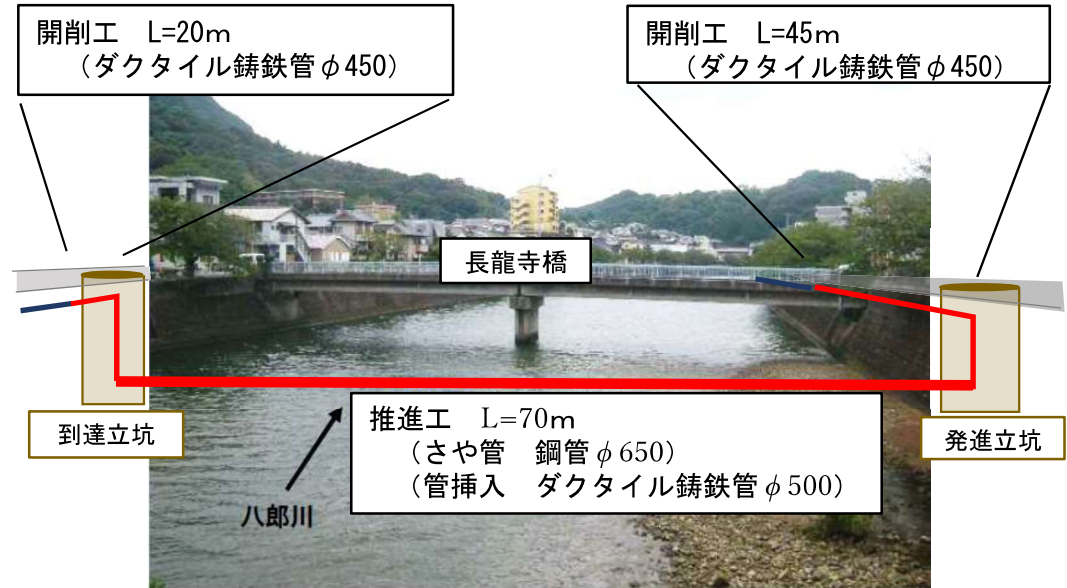 開削工　L=20m
（ダクタイル鋳鉄管φ450）
開削工　L=45m
（ダクタイル鋳鉄管φ450）
長龍寺橋
到達立坑
推進工　L=70m
（さや管　鋼管φ650）
（管挿入　ダクタイル鋳鉄管φ500）
発進立坑
八郎川